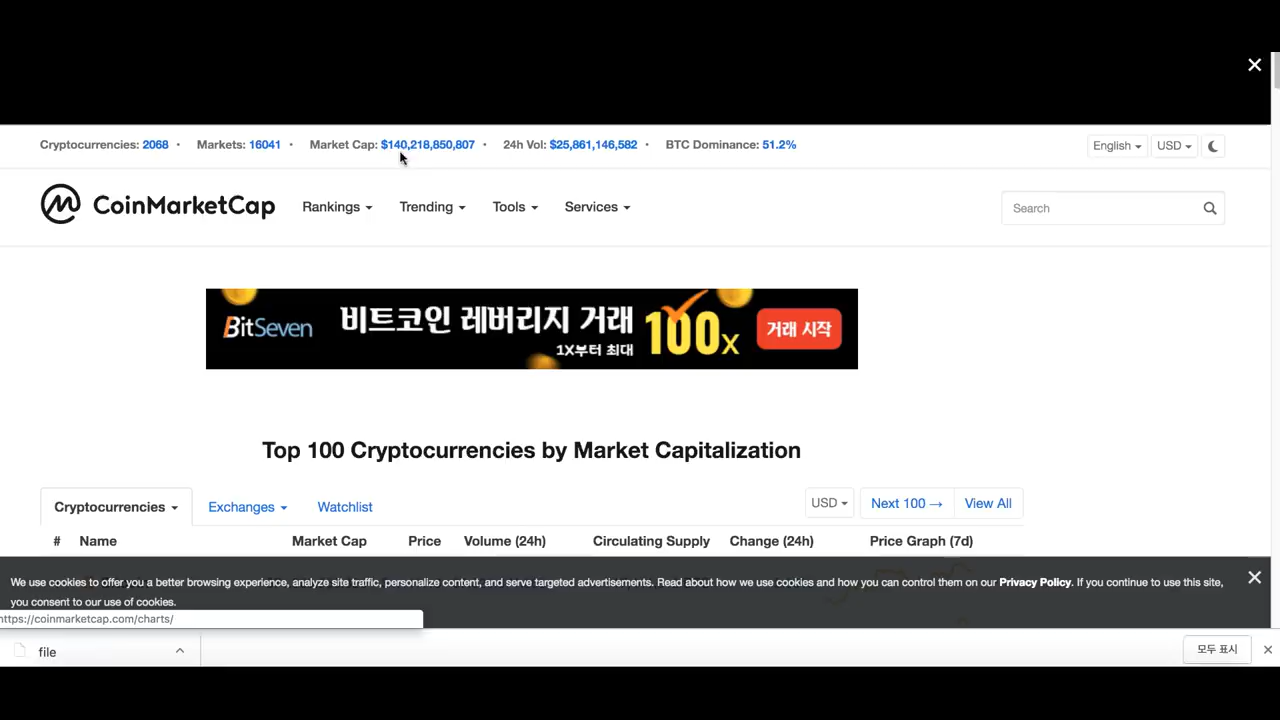 Cryptocurrencies: 2068 • Markets: 16041 • Market Cap: $140,218,850,807 • 24h Vol: $25,861,146,582 • BTC Dominance: 51.2% English USD
CoinMarketCap Rankings Trending Tools Services Search
BitSeven 비트코인 레버리지 거래 100x 거래 시작
1X부터 최대
Top 100 Cryptocurrencies by Market Capitalization
Cryptocurrencies Exchanges Watchlist USD Next 100 → View All
# Name Market Cap Price Volume (24h) Circulating Supply Change (24h) Price Graph (7d)
We use cookies to offer you a better browsing experience, analyze site traffic, personalize content, and serve targeted advertisements. Read about how we use cookies and how you can control them on our Privacy Policy. If you continue to use this site,
you consent to our use of cookies.
https://coinmarketcap.com/charts/
file 모두 표시